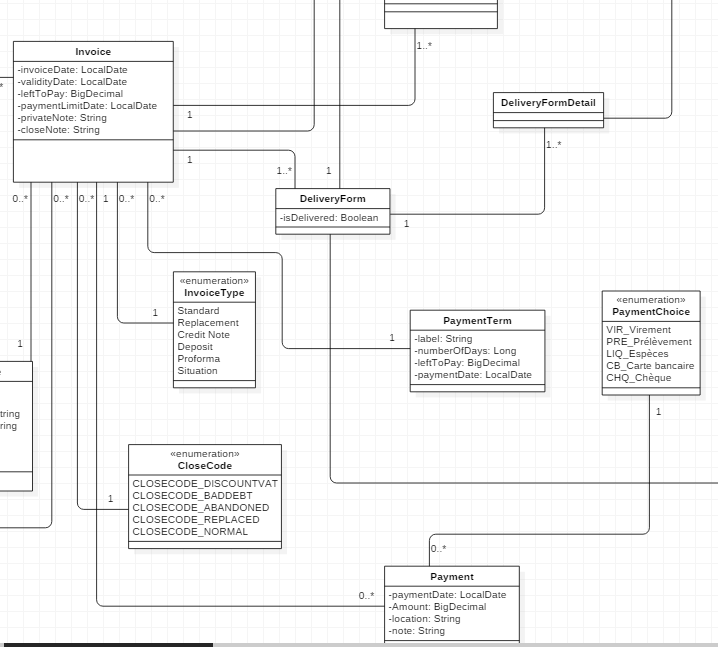 1..*
Invoice
-invoiceDate: LocalDate
-validityDate: LocalDate
-leftToPay: BigDecimal
-paymentLimitDate: LocalDate
-privateNote: String
-closeNote: String
*
1
1
DeliveryFormDetail
1..*
1..*
1
0..*
0..*
0..*
1
0..*
0..*
DeliveryForm
-isDelivered: Boolean
1
«enumeration»
InvoiceType
Standard
Replacement
Credit Note
Deposit
Proforma
Situation
1
1
PaymentTerm
-label: String
-numberOfDays: Long
-leftToPay: BigDecimal
-paymentDate: LocalDate
1
«enumeration»
PaymentChoice
VIR_Virement
PRE_Prélèvement
LIQ_Espèces
CB_Carte bancaire
CHQ_Chèque
1
e
tring
ring
«enumeration»
CloseCode
CLOSECODE_DISCOUNTVAT
CLOSECODE_BADDEBT
CLOSECODE_ABANDONED
CLOSECODE_REPLACED
CLOSECODE_NORMAL
1
0..*
0..*
Payment
-paymentDate: LocalDate
-Amount: BigDecimal
-location: String
-note: String